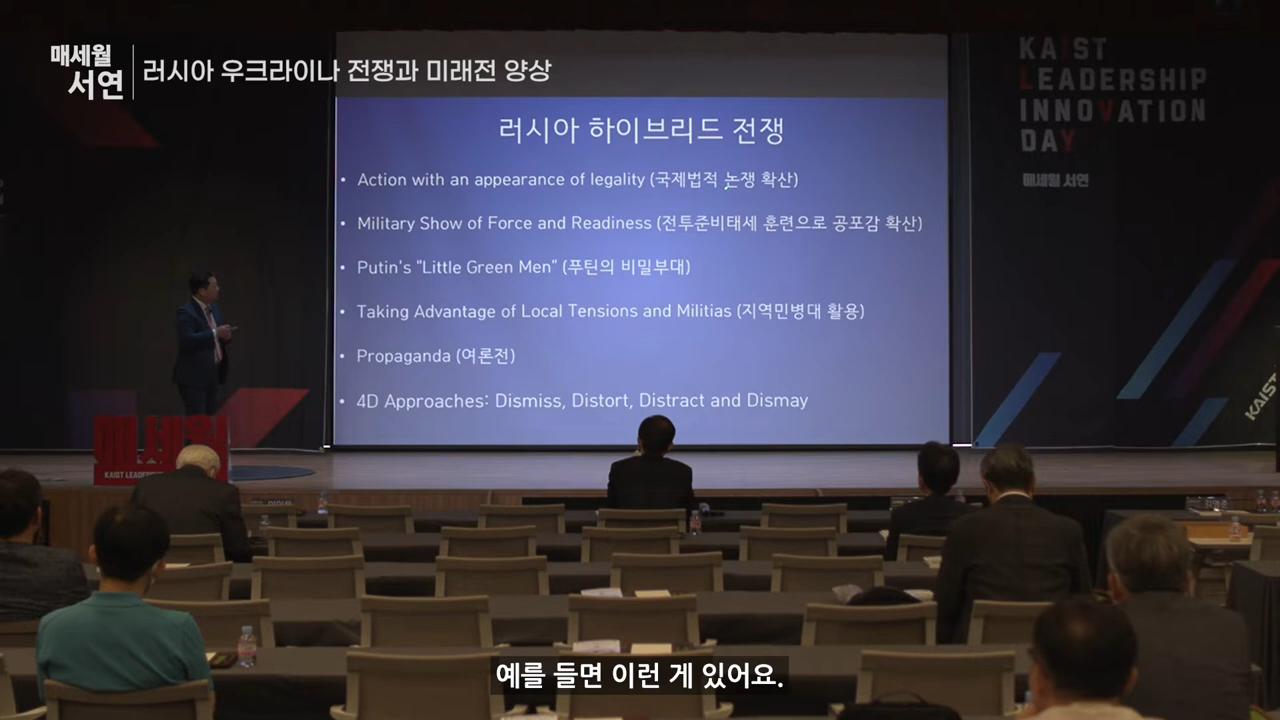 매세월
서연
러시아 우크라이나 전쟁과 미래전 양상
KAIST
LEADERSHIP
INNOVATION
DAY
매세월 서연
러시아 하이브리드 전쟁
• Action with an appearance of legality (국제법적 논쟁 확산)
• Military Show of Force and Readiness (전투준비태세 훈련으로 공포감 확산)
• Putin's "Little Green Men" (푸틴의 비밀부대)
• Taking Advantage of Local Tensions and Militias (지역민병대 활용)
• Propaganda (여론전)
• 4D Approaches: Dismiss, Distort, Distract and Dismay
KAIST
매세월
KAIST
예를 들면 이런 게 있어요.